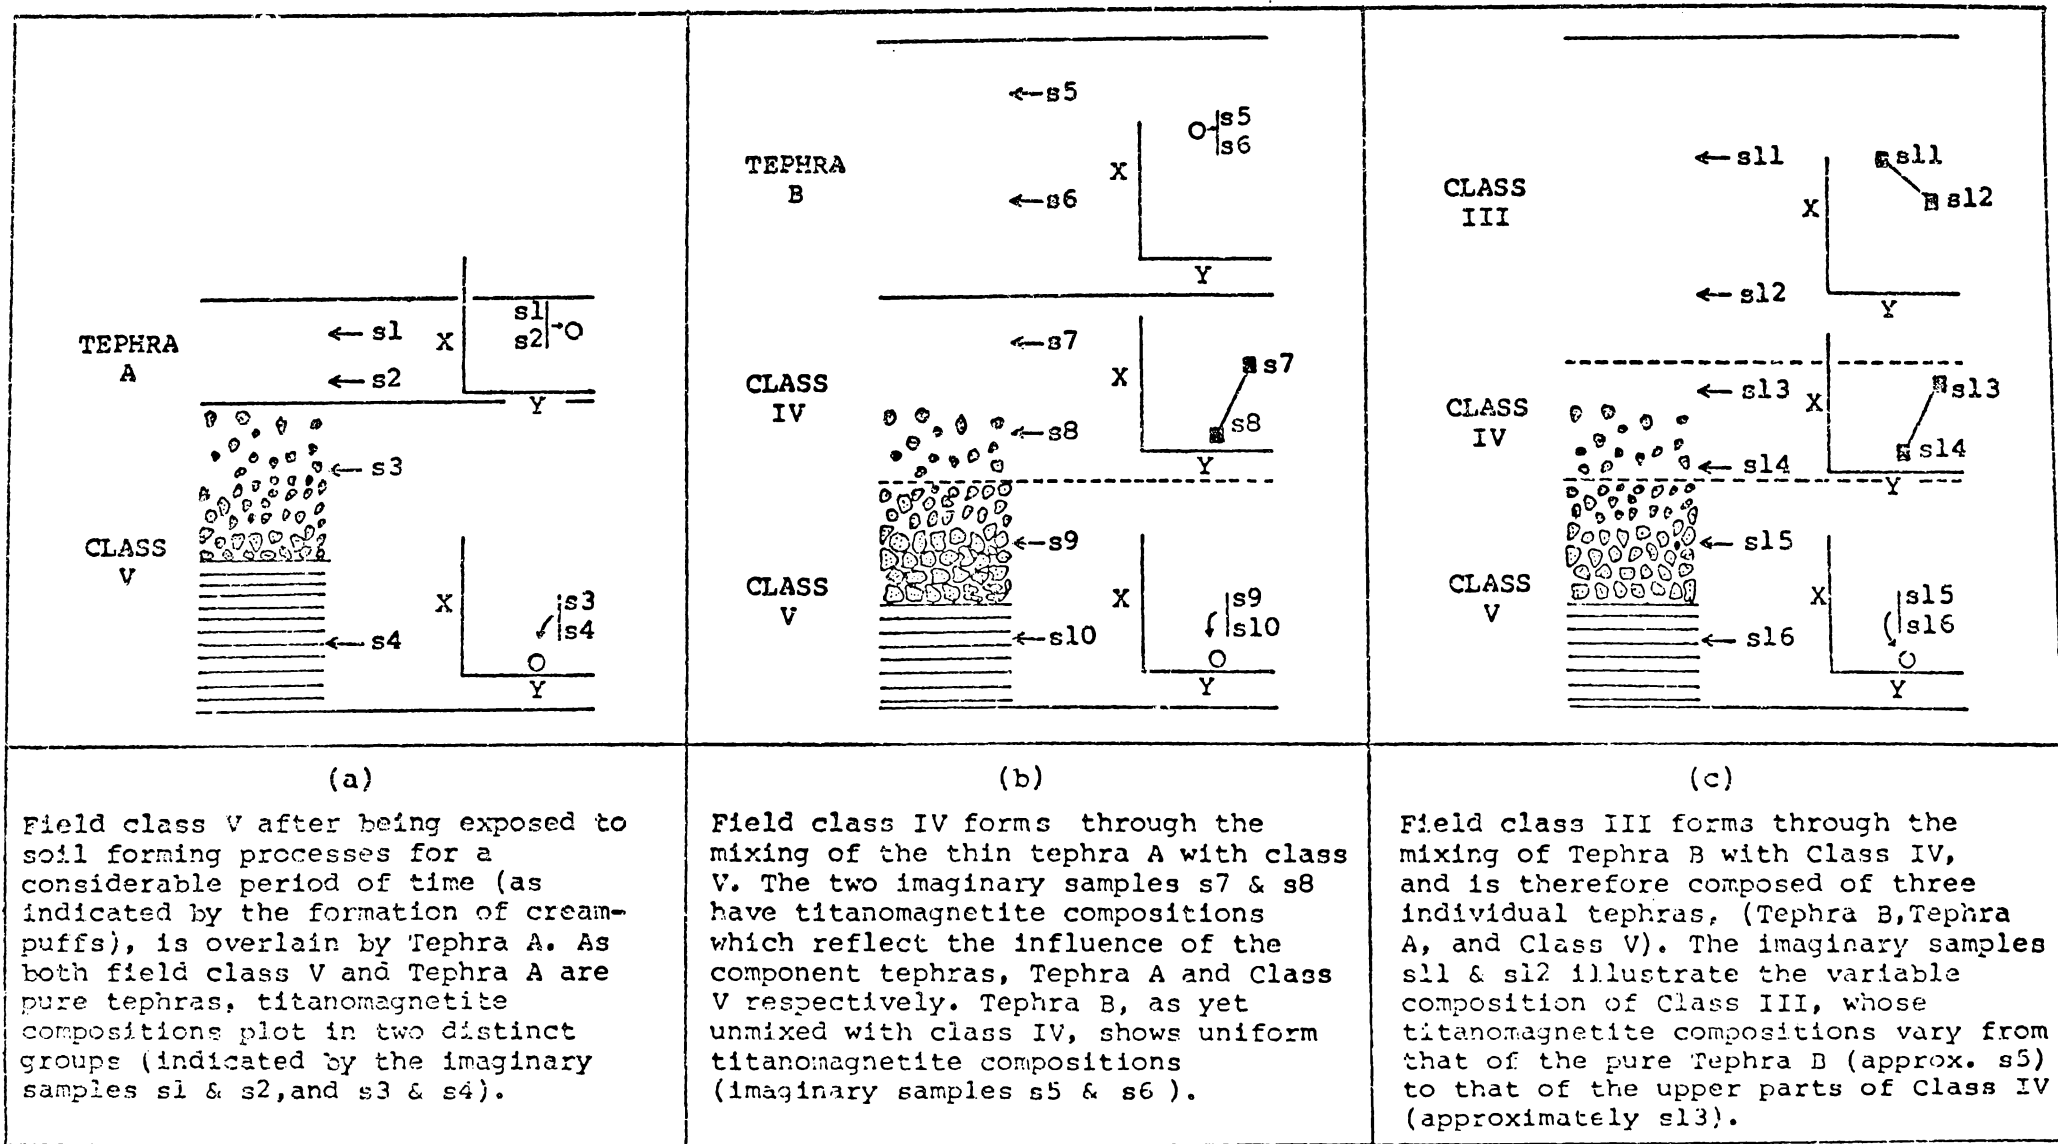 TEPHRA
A
CLASS
V
s1
s2
s3
s4
X
s1
s2
Y
X
s3
s4
Y
TEPHRA
B
CLASS
IV
CLASS
V
s5
s6
s7
s8
s9
s10
X
s5
s6
Y
X
s7
s8
Y
X
s9
s10
Y
CLASS
III
CLASS
IV
CLASS
V
s11
s12
s13
s14
s15
s16
X
s11
s12
Y
X
s13
s14
Y
X
s15
s16
Y
(a)
Field class V after being exposed to
soil forming processes for a
considerable period of time (as
indicated by the formation of cream-
puffs), is overlain by Tephra A. As
both field class V and Tephra A are
pure tephras, titanomagnetite
compositions plot in two distinct
groups (indicated by the imaginary
samples s1 & s2,and s3 & s4).
(b)
Field class IV forms through the
mixing of the thin tephra A with class
V. The two imaginary samples s7 & s8
have titanomagnetite compositions
which reflect the influence of the
component tephras, Tephra A and Class
V respectively. Tephra B, as yet
unmixed with class IV, shows uniform
titanomagnetite compositions
(imaginary samples s5 & s6 ).
(c)
Field class III forms through the
mixing of Tephra B with Class IV,
and is therefore composed of three
individual tephras, (Tephra B,Tephra
A, and Class V). The imaginary samples
s11 & s12 illustrate the variable
composition of Class III, whose
titanomagnetite compositions vary from
that of the pure Tephra B (approx. s5)
to that of the upper parts of Class IV
(approximately s13).